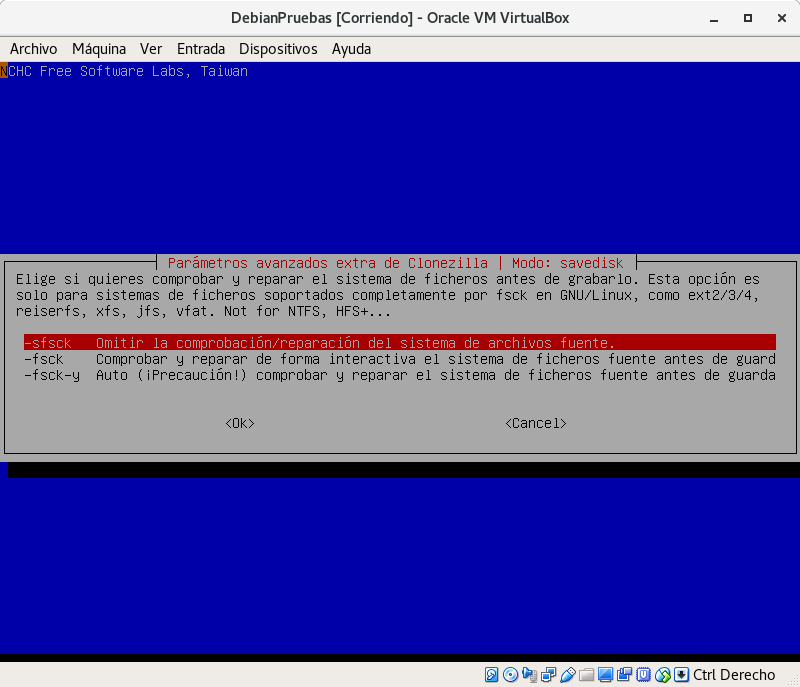 DebianPruebas [Corriendo] - Oracle VM VirtualBox
Archivo Máquina Ver Entrada Dispositivos Ayuda
NCHC Free Software Labs, Taiwan
Parámetros avanzados extra de Clonezilla | Modo: savedisk
Elige si quieres comprobar y reparar el sistema de ficheros antes de grabarlo. Esta opción es
solo para sistemas de ficheros soportados completamente por fsck en GNU/Linux, como ext2/3/4,
reiserfs, xfs, jfs, vfat. Not for NTFS, HFS+...
-sfsck Omitir la comprobación/reparación del sistema de archivos fuente.
-fsck Comprobar y reparar de forma interactiva el sistema de ficheros fuente antes de guard
-fsck-y Auto (¡Precaución!) comprobar y reparar el sistema de ficheros fuente antes de guarda
<Ok> <Cancel>
Ctrl Derecho